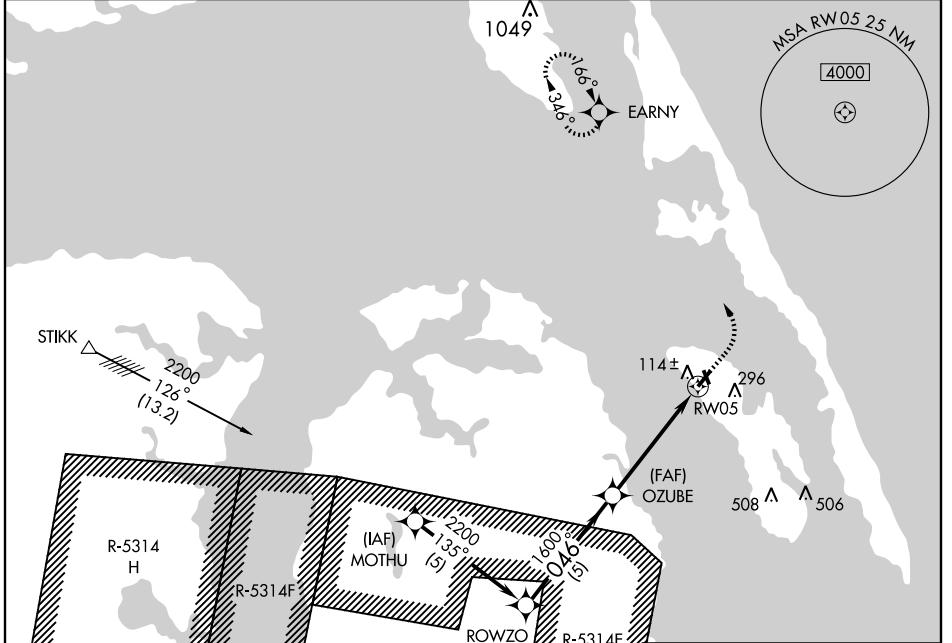 1049
MSA RW05 25 NM
4000
166°
346°
EARNY
STIKK
2200
126°
(13.2)
114±
296
RW05
(FAF)
OZUBE
508
506
R-5314
H
R-5314F
(IAF)
MOTHU
2200
135°
(5)
1600
046°
(5)
ROWZO
R-5314E